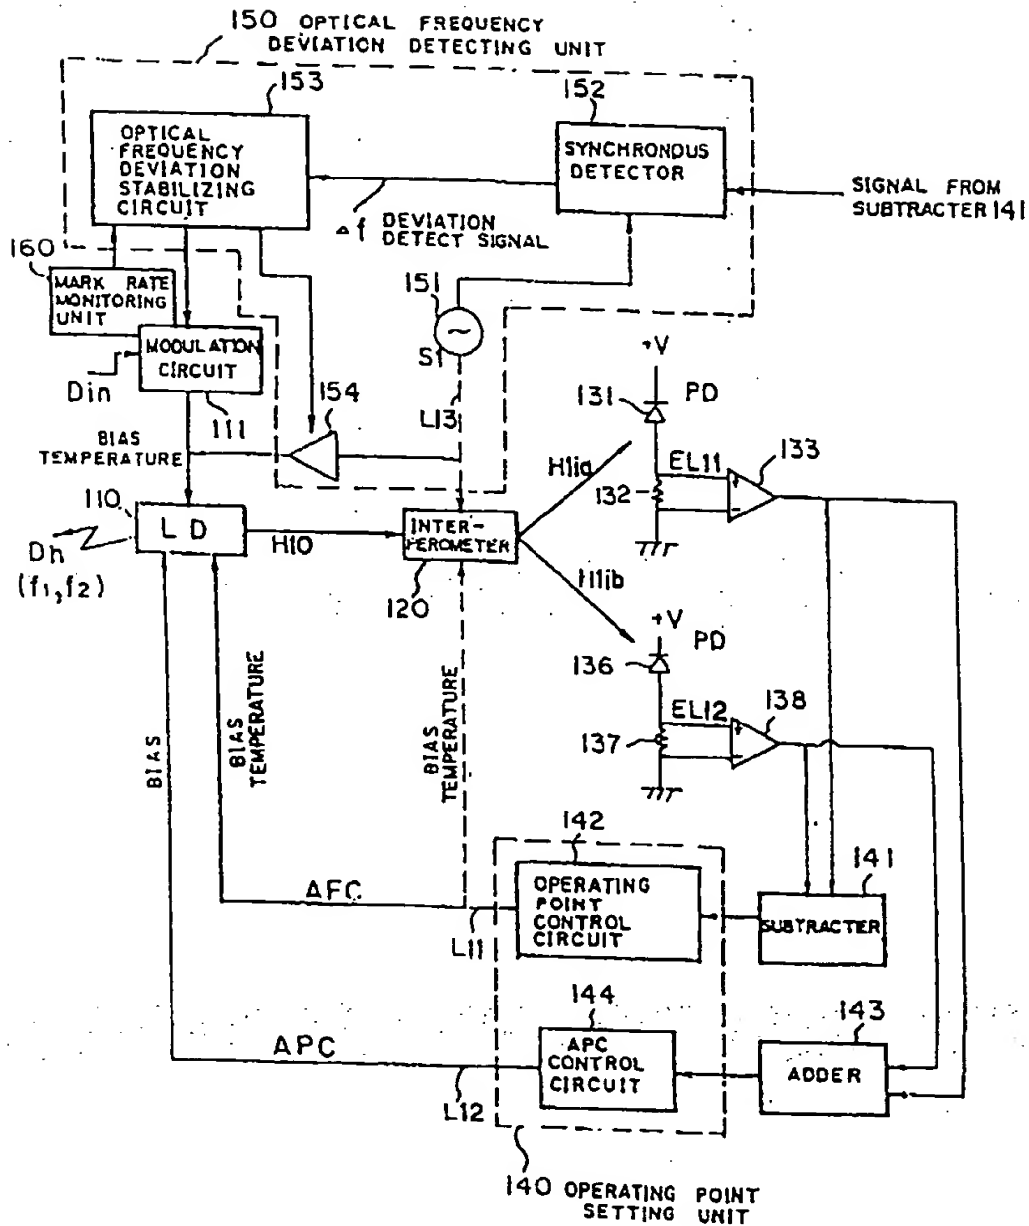 150 OPTICAL FREQUENCY
DEVIATION DETECTING UNIT
153
152
OPTICAL
FREQUENCY
DEVIATION
STABILIZING
CIRCUIT
SYNCHRONOUS
DETECTOR
SIGNAL FROM
SUBTRACTER 141
Δf DEVIATION
DETECT SIGNAL
160
MARK RATE
MONITORING
UNIT
151
~
S1
MODULATION
CIRCUIT
Din
111
154
L13
+V
131
PD
BIAS
TEMPERATURE
H11a
EL11
133
132
+
-
110
LD
H10
INTER-
FEROMETER
Dh
(f1,f2)
120
H11b
+V
PD
136
EL12
138
137
+
-
BIAS
BIAS
TEMPERATURE
BIAS
TEMPERATURE
142
141
OPERATING
POINT
CONTROL
CIRCUIT
SUBTRACTER
AFC
L11
144
143
APC
CONTROL
CIRCUIT
ADDER
APC
L12
140 OPERATING POINT
SETTING UNIT